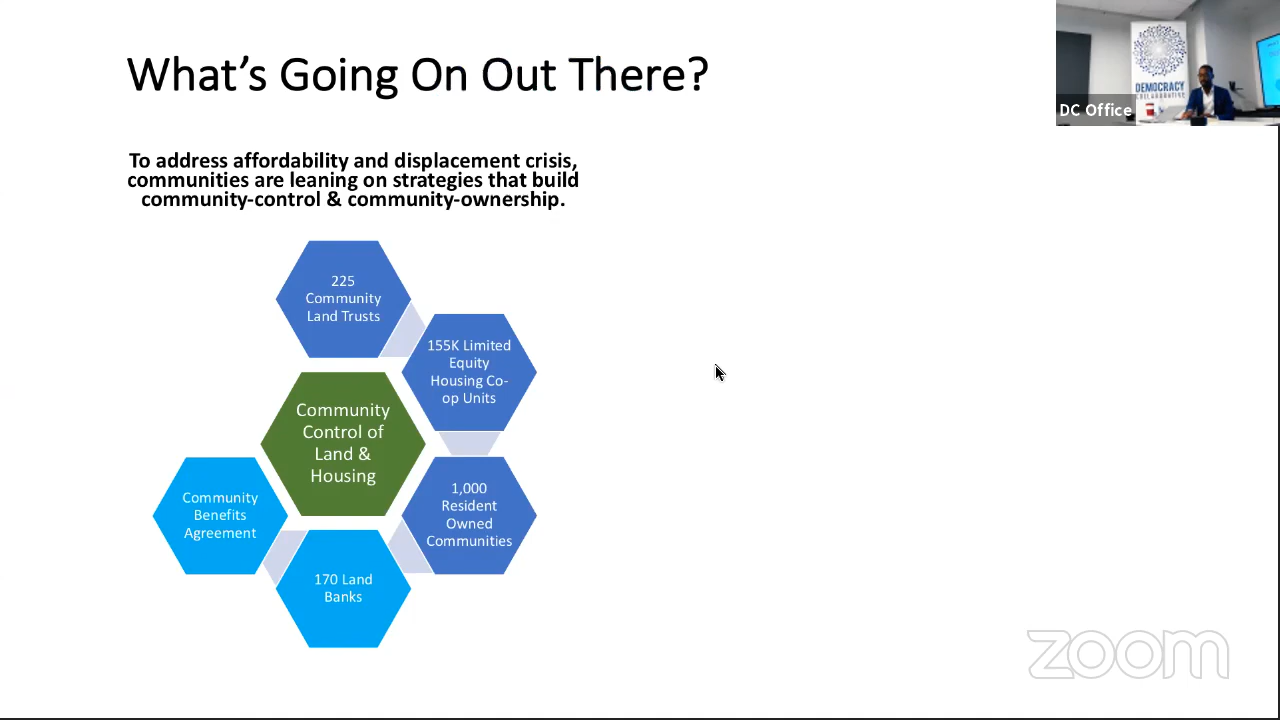 What's Going On Out There?
DEMOCRACY
COLLABORATIVE
DC Office
To address affordability and displacement crisis,
communities are leaning on strategies that build
community-control & community-ownership.
225
Community
Land Trusts
155K Limited
Equity
Housing Co-
op Units
Community
Control of
Land &
Housing
1,000
Resident
Owned
Communities
Community
Benefits
Agreement
170 Land
Banks
zoom